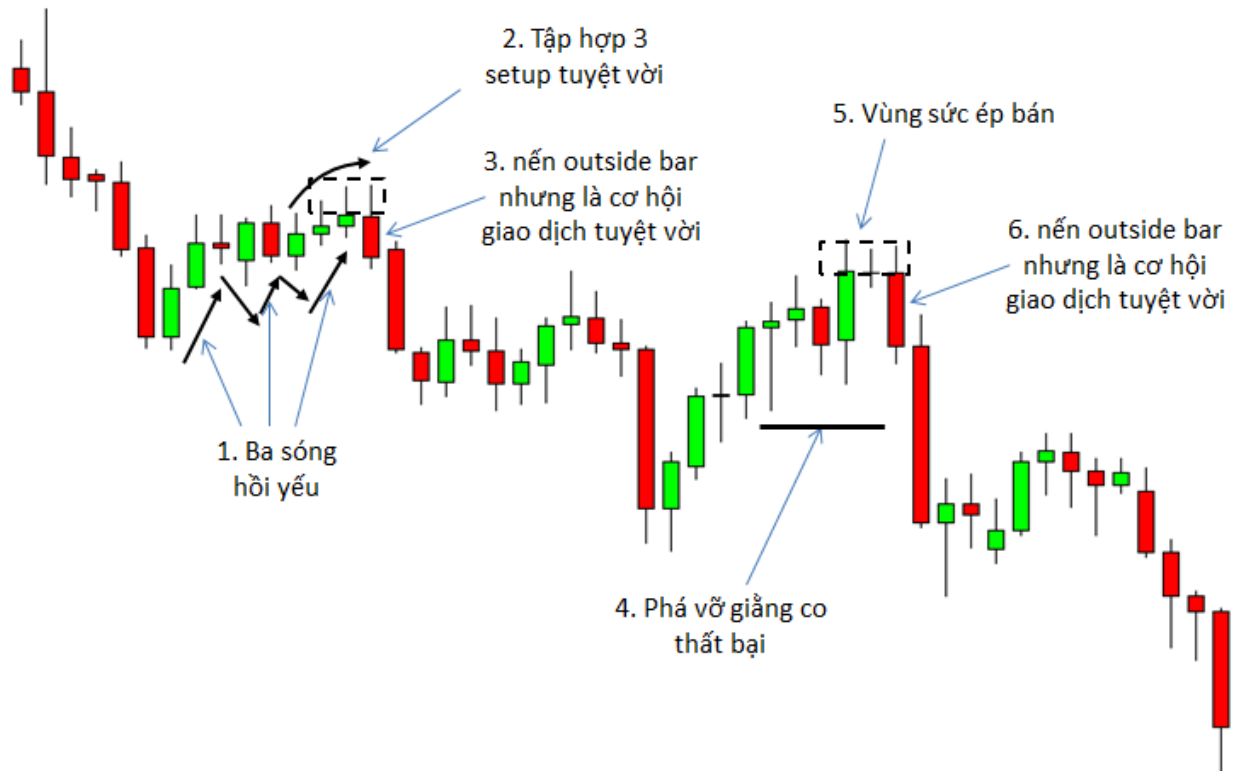 2. Tập hợp 3
setup tuyệt vời
3. nến outside bar
nhưng là cơ hội
giao dịch tuyệt vời
1. Ba sóng
hồi yếu
5. Vùng sức ép bán
6. nến outside bar
nhưng là cơ hội
giao dịch tuyệt vời
4. Phá vỡ giằng co
thất bại